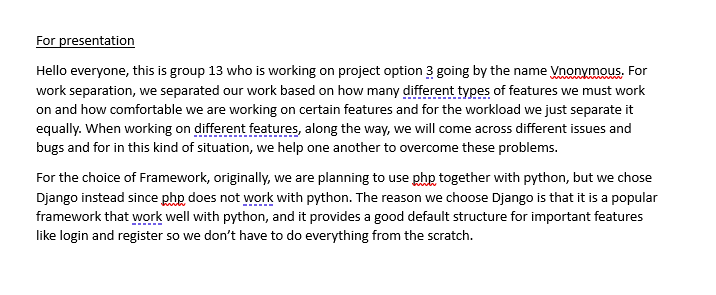 For presentation
Hello everyone, this is group 13 who is working on project option 3 going by the name Vnonymous. For
work separation, we separated our work based on how many different types of features we must work
on and how comfortable we are working on certain features and for the workload we just separate it
equally. When working on different features, along the way, we will come across different issues and
bugs and for in this kind of situation, we help one another to overcome these problems.
For the choice of Framework, originally, we are planning to use php together with python, but we chose
Django instead since php does not work with python. The reason we choose Django is that it is a popular
framework that work well with python, and it provides a good default structure for important features
like login and register so we don’t have to do everything from the scratch.